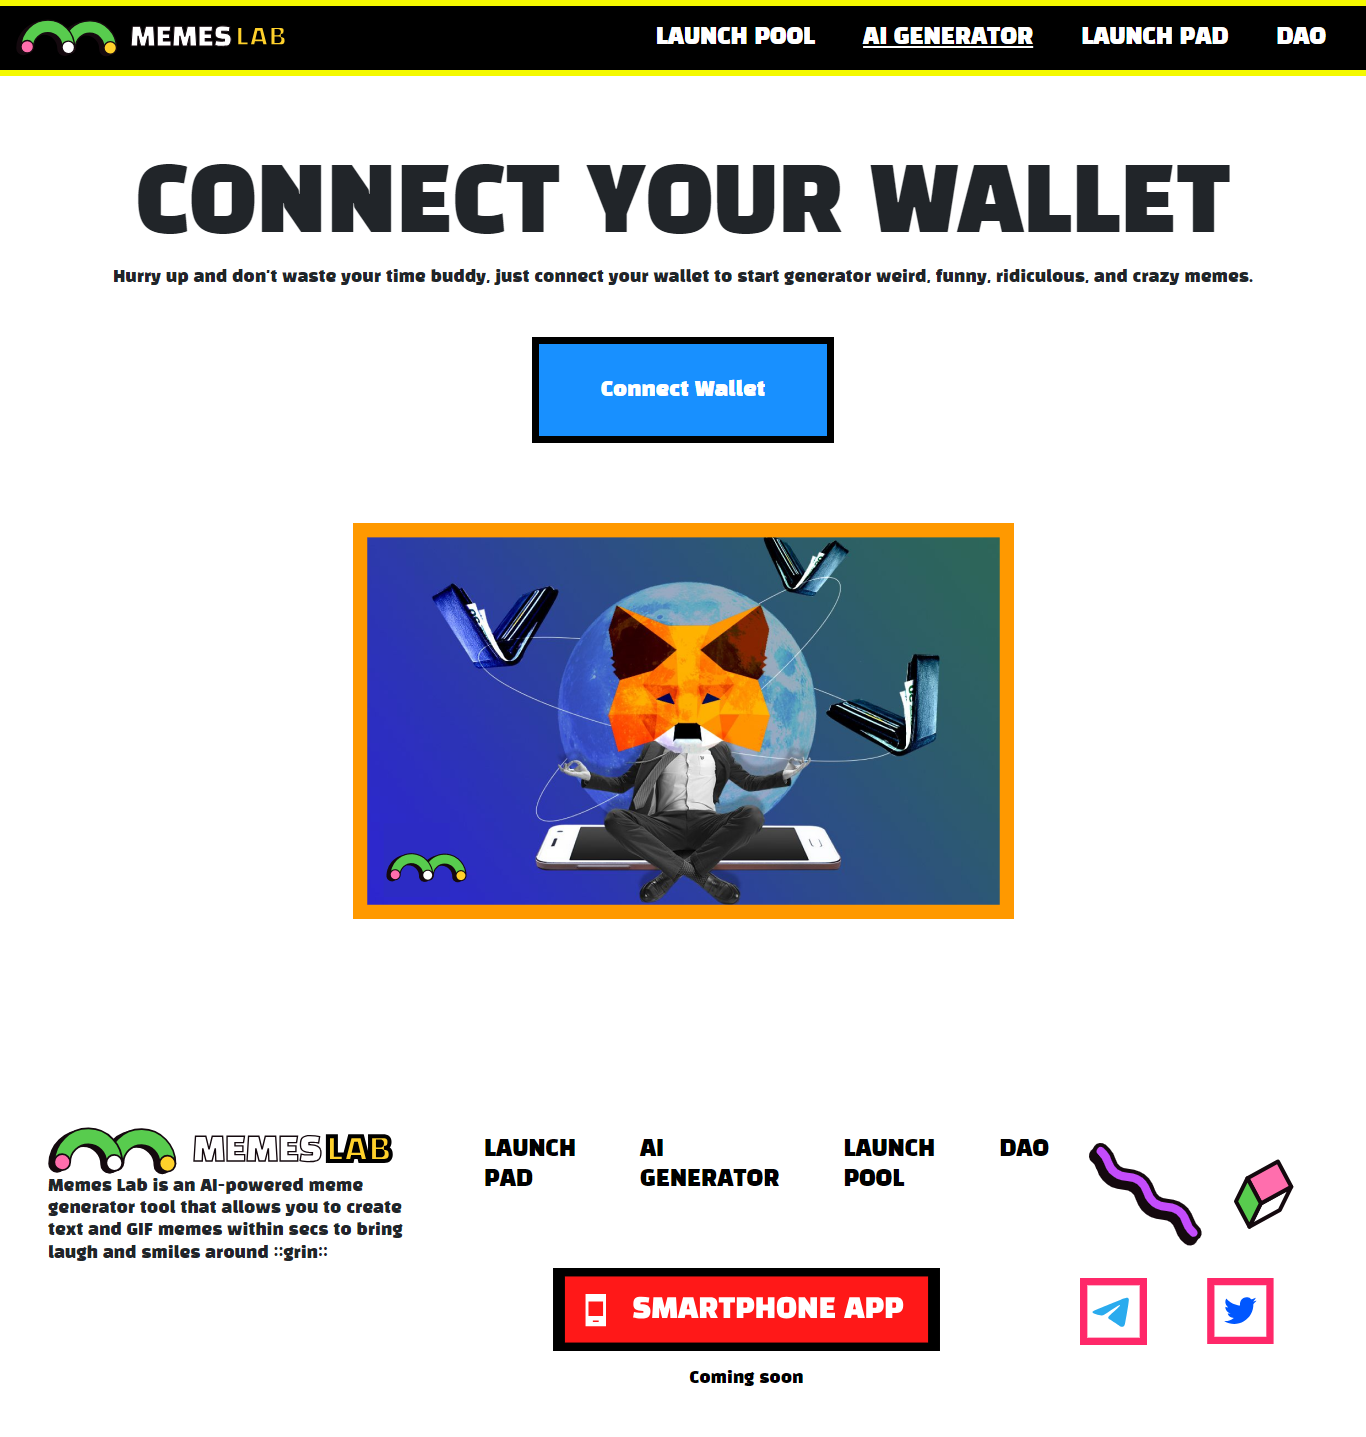 MEMES LAB
LAUNCH POOL
AI GENERATOR
LAUNCH PAD
DAO
CONNECT YOUR WALLET
Hurry up and don't waste your time buddy, just connect your wallet to start generator weird, funny, ridiculous, and crazy memes.
Connect Wallet
MEMES LAB
Memes Lab is an AI-powered meme
generator tool that allows you to create
text and GIF memes within secs to bring
laugh and smiles around ::grin::
LAUNCH
PAD
AI
GENERATOR
LAUNCH
POOL
DAO
SMARTPHONE APP
Coming soon